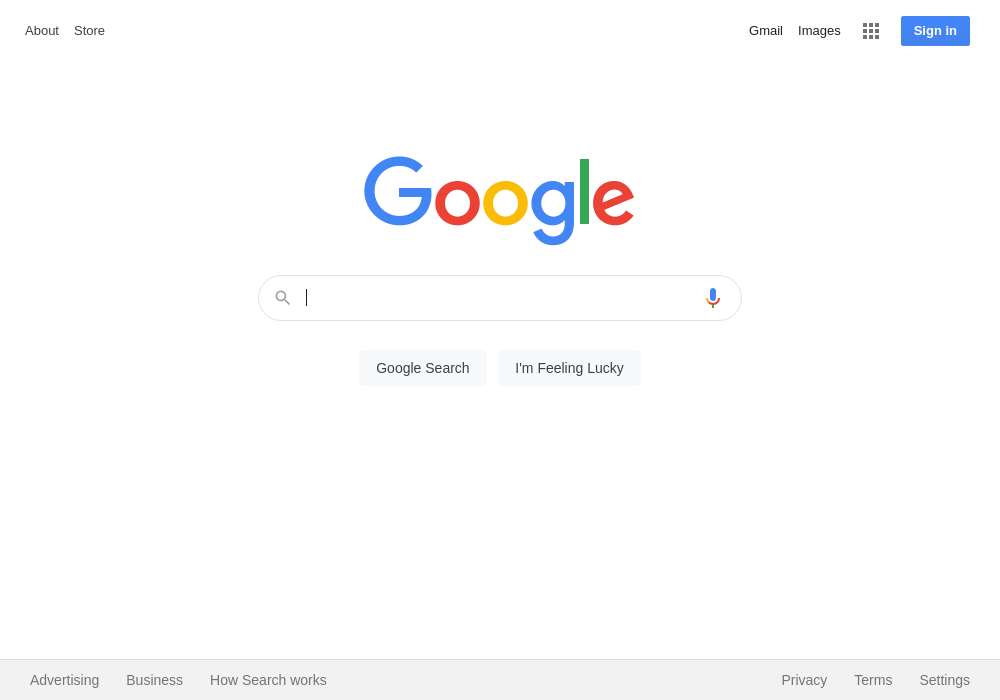 About Store Gmail Images Sign in
Google
Google Search I'm Feeling Lucky
Advertising Business How Search works Privacy Terms Settings